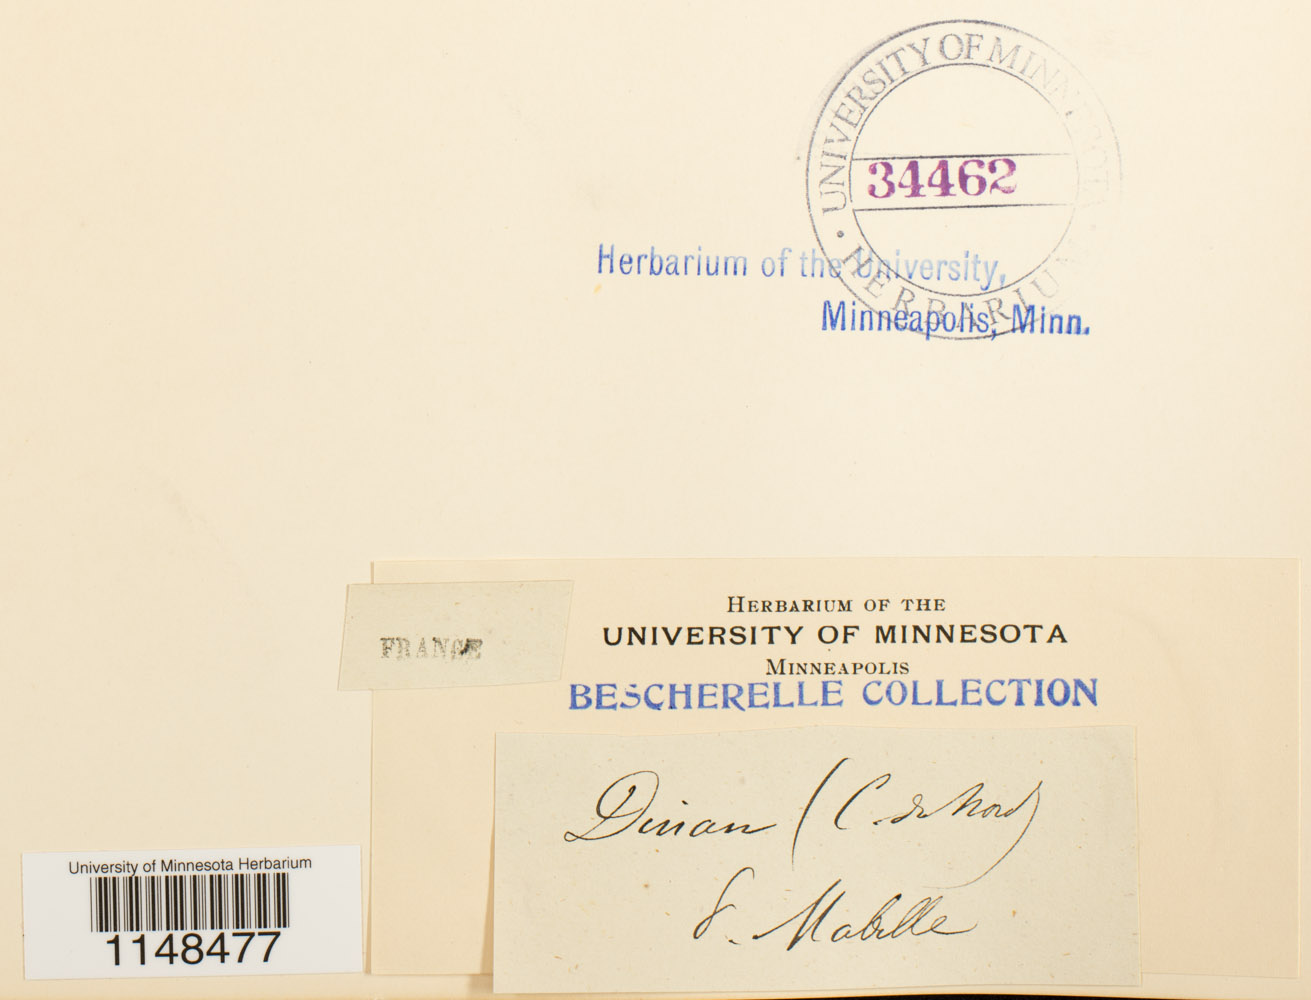 UNIVERSITY OF MINNESOTA
34462
HERBARIUM
Herbarium of the University,
Minneapolis, Minn.
FRANCE
HERBARIUM OF THE
UNIVERSITY OF MINNESOTA
MINNEAPOLIS
BESCHERELLE COLLECTION
Dinan (C. du Nord)
Mabille
University of Minnesota Herbarium
1148477